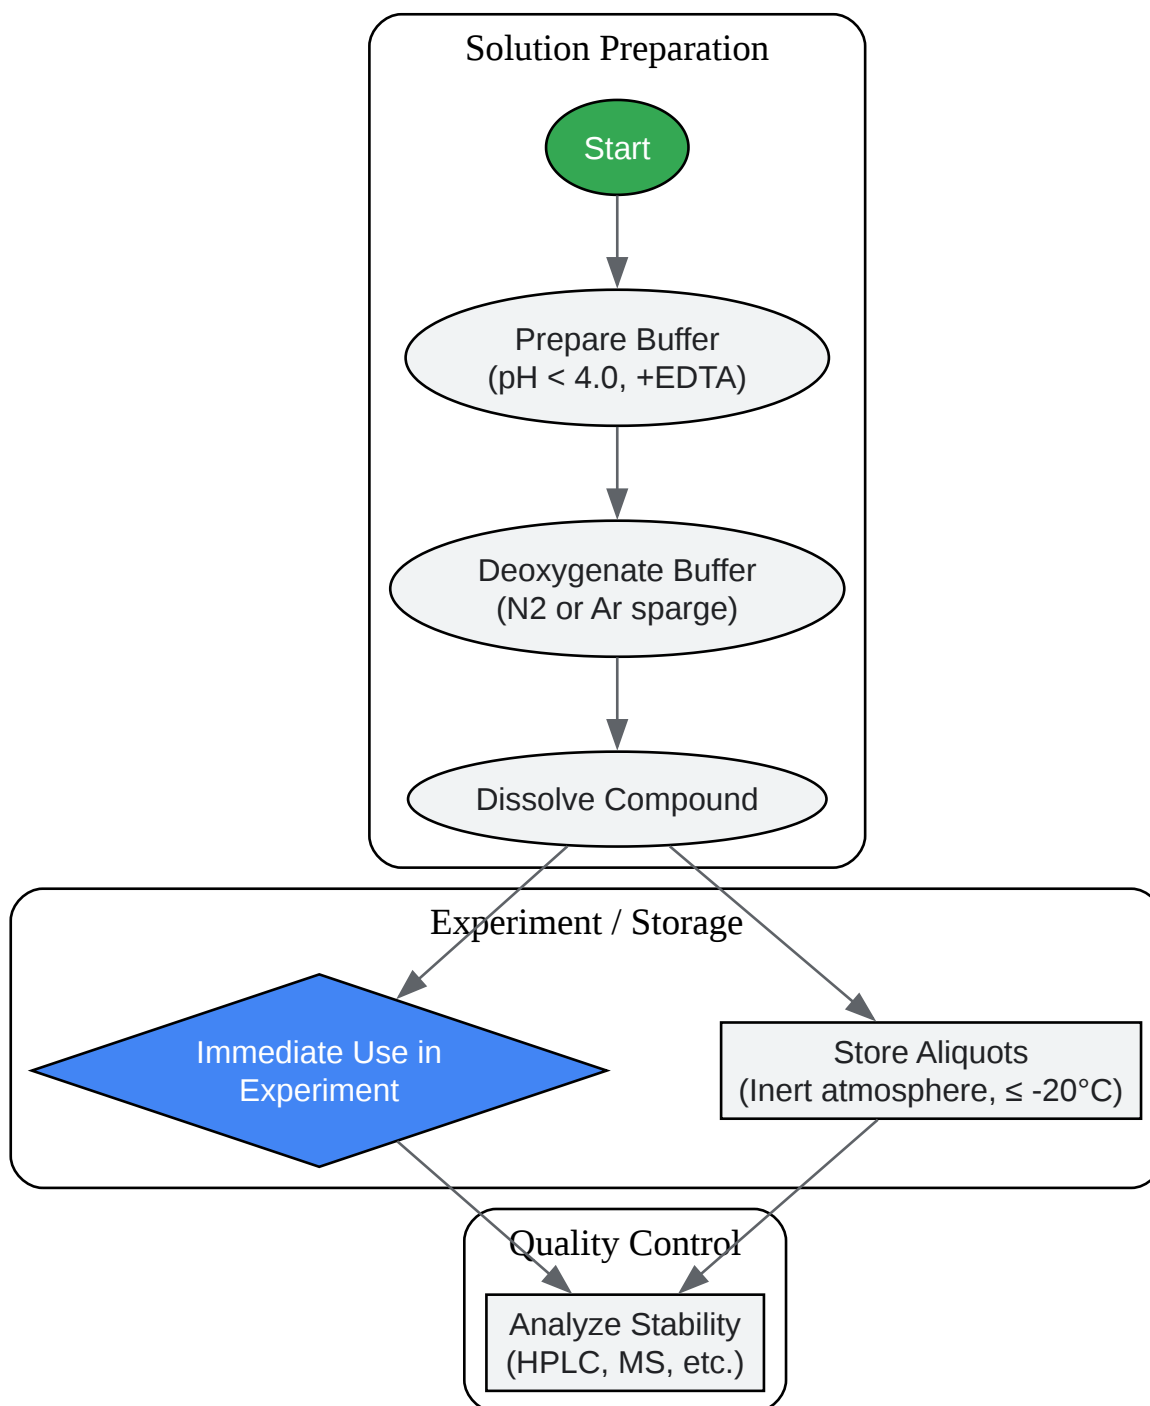 Solution Preparation
Start
Prepare Buffer
(pH < 4.0, +EDTA)
Deoxygenate Buffer
(N2 or Ar sparge)
Dissolve Compound
Experiment / Storage
Immediate Use in
Experiment
Store Aliquots
(Inert atmosphere, ≤ -20°C)
Quality Control
Analyze Stability
(HPLC, MS, etc.)